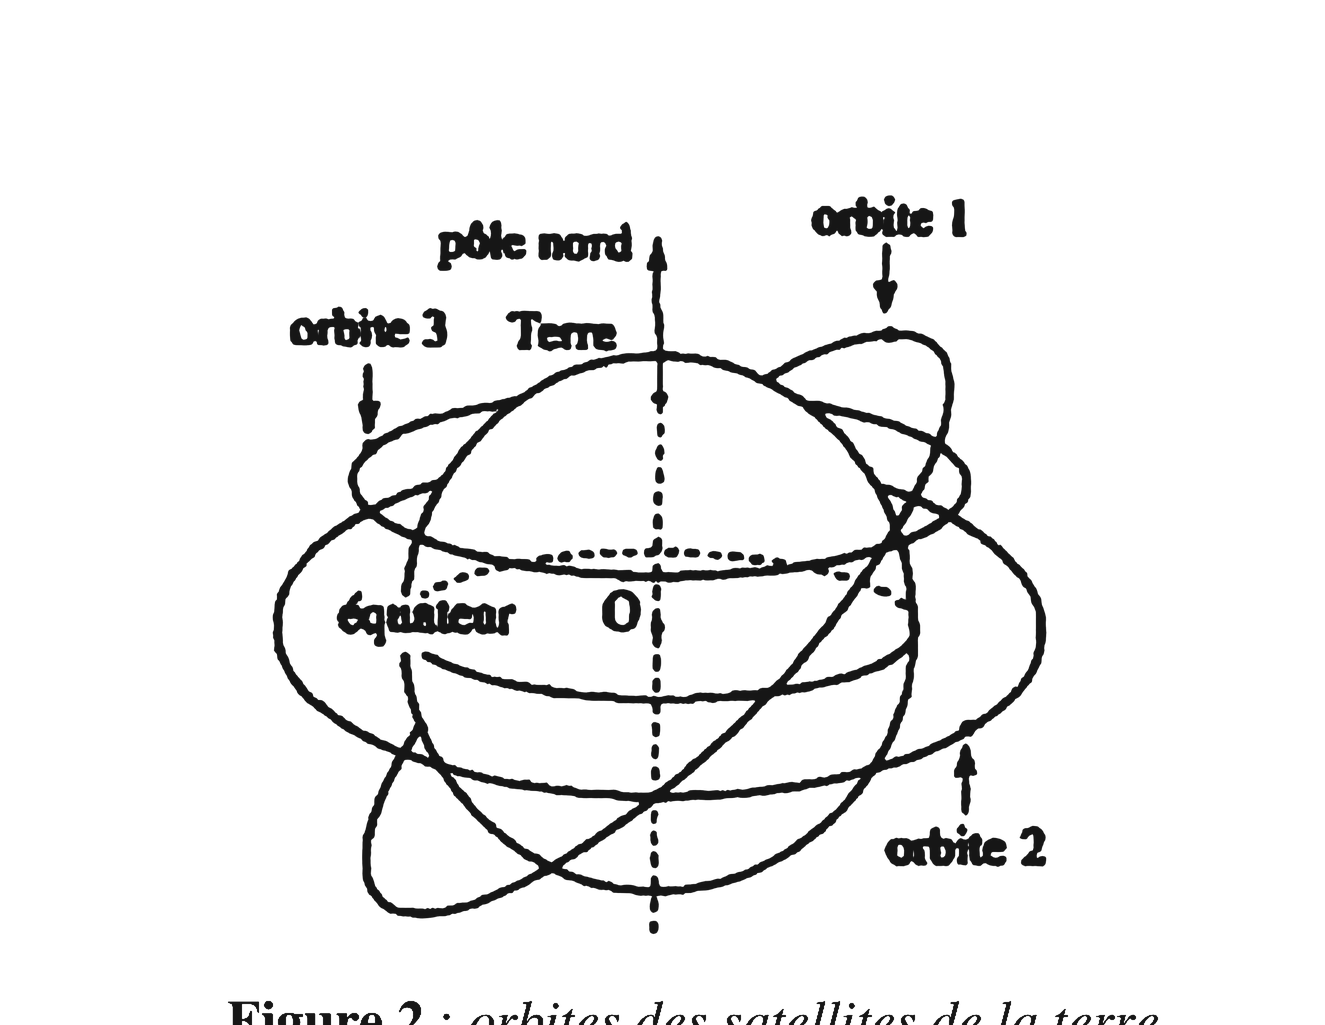 orbite 1
pôle nord
orbite 3
Terre
équateur
O
orbite 2
Figure 2 : orbites des satellites de la terre